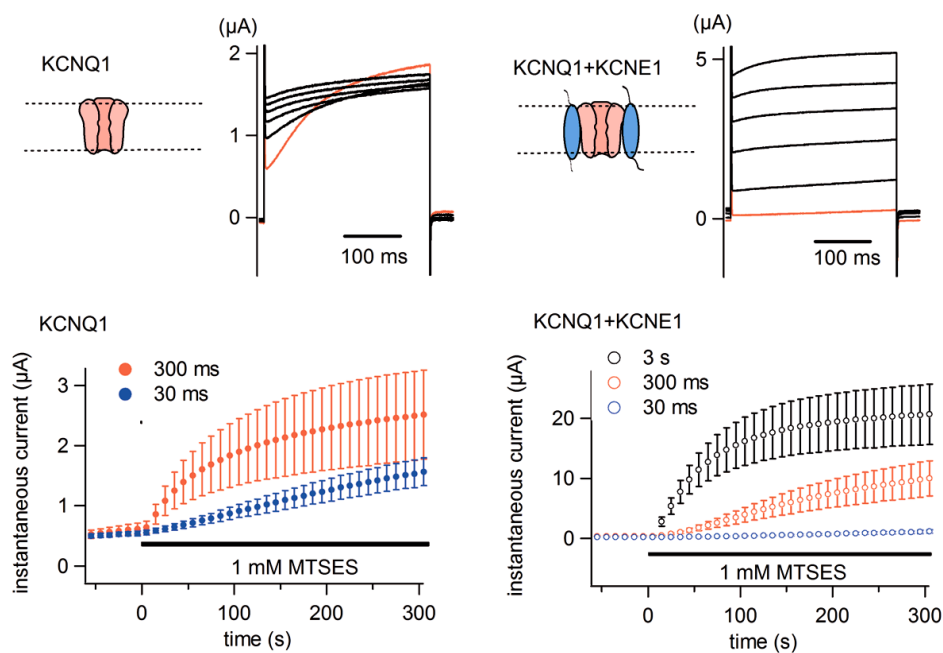 (µA)
2
1
0
KCNQ1
100 ms
(µA)
5
0
KCNQ1+KCNE1
100 ms
KCNQ1
300 ms
30 ms
instantaneous current (µA)
3
2
1
0
1 mM MTSES
0 100 200 300
time (s)
KCNQ1+KCNE1
3 s
300 ms
30 ms
instantaneous current (µA)
20
10
0
1 mM MTSES
0 100 200 300
time (s)